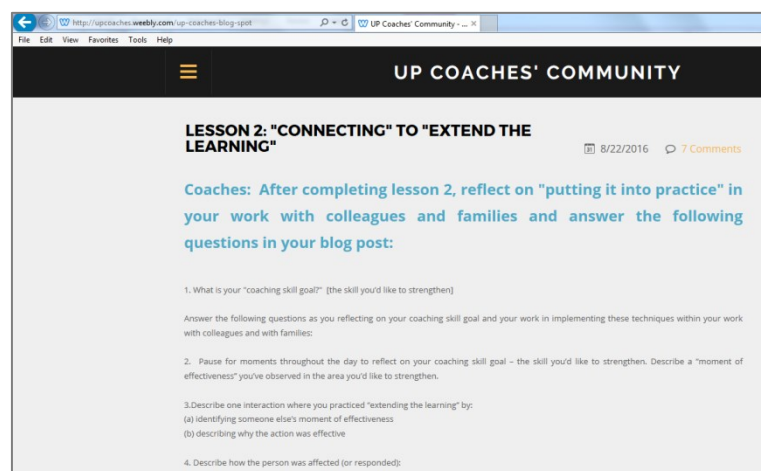 http://upcoaches.weebly.com/up-coaches-blog-spot
UP Coaches' Community - ...
File Edit View Favorites Tools Help
UP COACHES' COMMUNITY
LESSON 2: "CONNECTING" TO "EXTEND THE
LEARNING"
31 8/22/2016 7 Comments
Coaches: After completing lesson 2, reflect on "putting it into practice" in
your work with colleagues and families and answer the following
questions in your blog post:
1. What is your "coaching skill goal?" [the skill you'd like to strengthen]
Answer the following questions as you reflecting on your coaching skill goal and your work in implementing these techniques within your work
with colleagues and with families:
2. Pause for moments throughout the day to reflect on your coaching skill goal – the skill you'd like to strengthen. Describe a "moment of
effectiveness" you've observed in the area you'd like to strengthen.
3.Describe one interaction where you practiced "extending the learning" by:
(a) identifying someone else's moment of effectiveness
(b) describing why the action was effective
4. Describe how the person was affected (or responded):